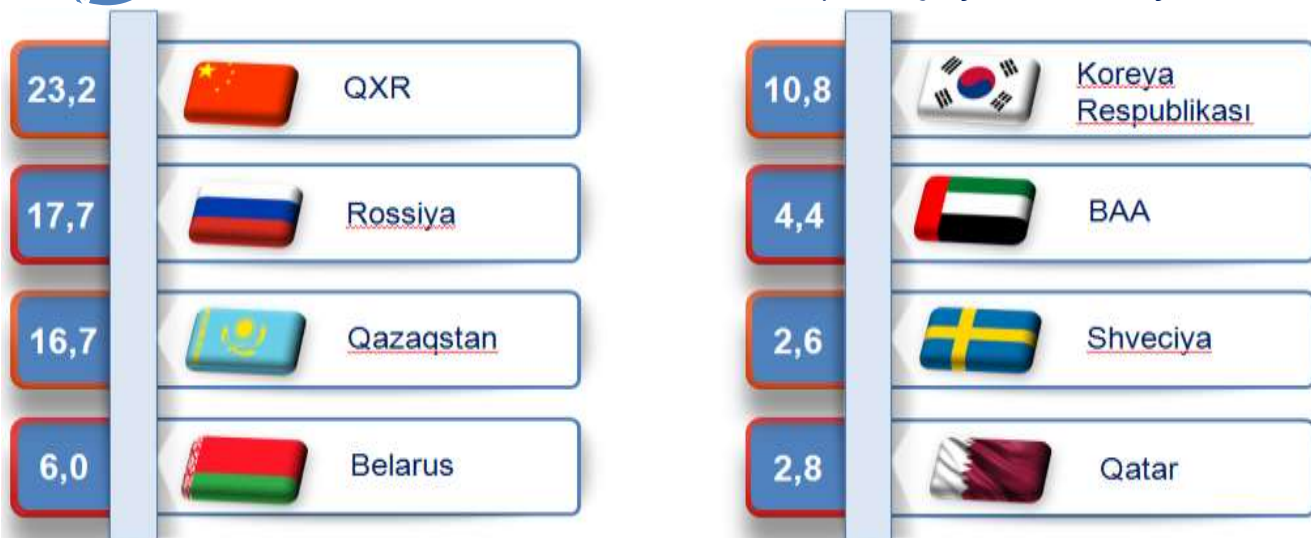 23,2 QXR
17,7 Rossiya
16,7 Qazaqstan
6,0 Belarus
10,8 Koreya
Respublikası
4,4 BAA
2,6 Shveciya
2,8 Qatar